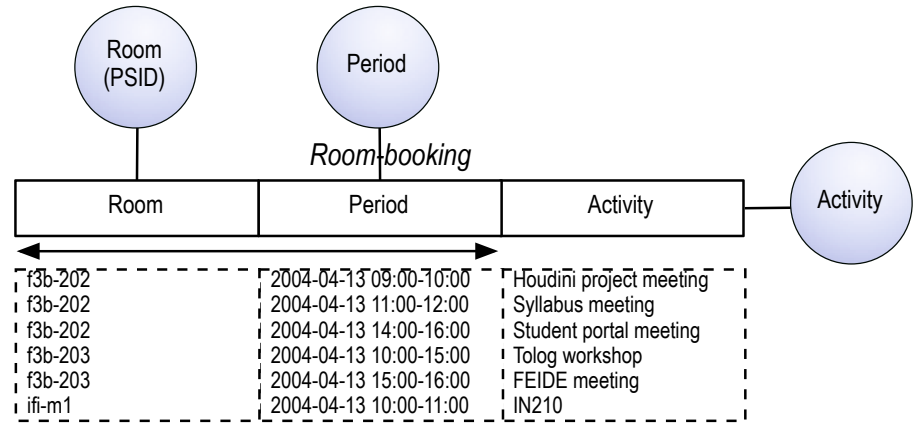 Room
(PSID)
Period
Room-booking
Room Period Activity
Activity
f3b-202 2004-04-13 09:00-10:00 Houdini project meeting
f3b-202 2004-04-13 11:00-12:00 Syllabus meeting
f3b-202 2004-04-13 14:00-16:00 Student portal meeting
f3b-203 2004-04-13 10:00-15:00 Tolog workshop
f3b-203 2004-04-13 15:00-16:00 FEIDE meeting
ifi-m1 2004-04-13 10:00-11:00 IN210